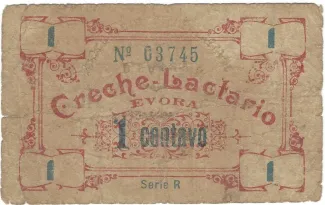 1 1
Nº 03745
Creche-Lactario
EVORA
1 centavo
1 1
Serie R